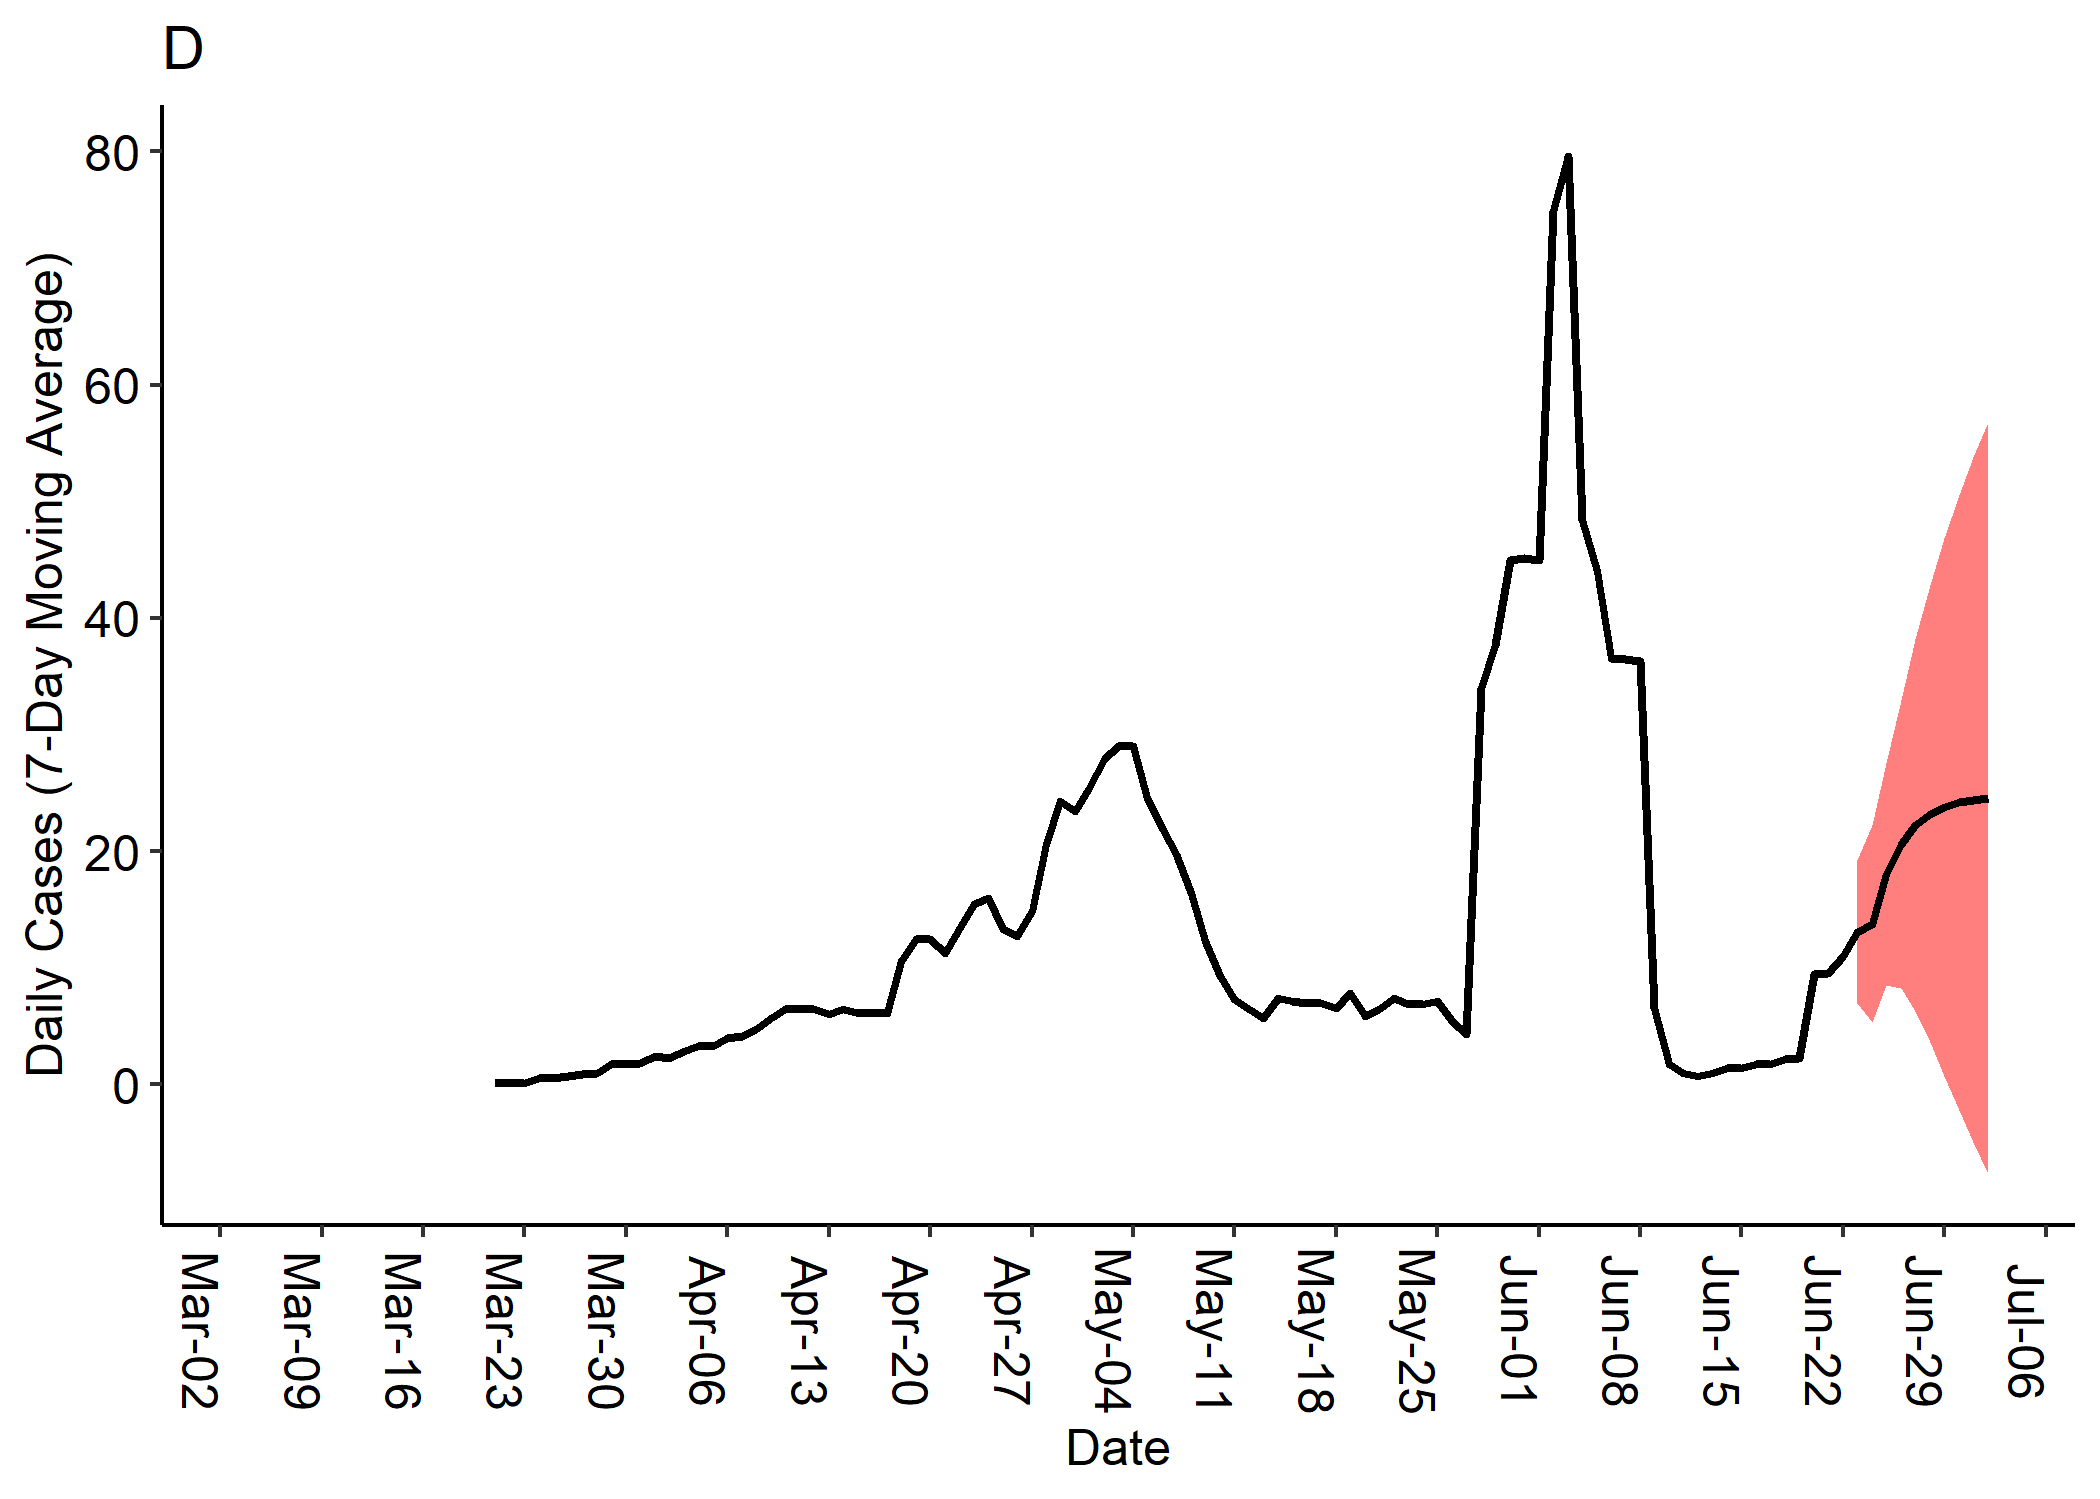 D
Daily Cases (7-Day Moving Average)
80
60
40
20
0
Mar-02
Mar-09
Mar-16
Mar-23
Mar-30
Apr-06
Apr-13
Apr-20
Apr-27
May-04
May-11
May-18
May-25
Jun-01
Jun-08
Jun-15
Jun-22
Jun-29
Jul-06
Date